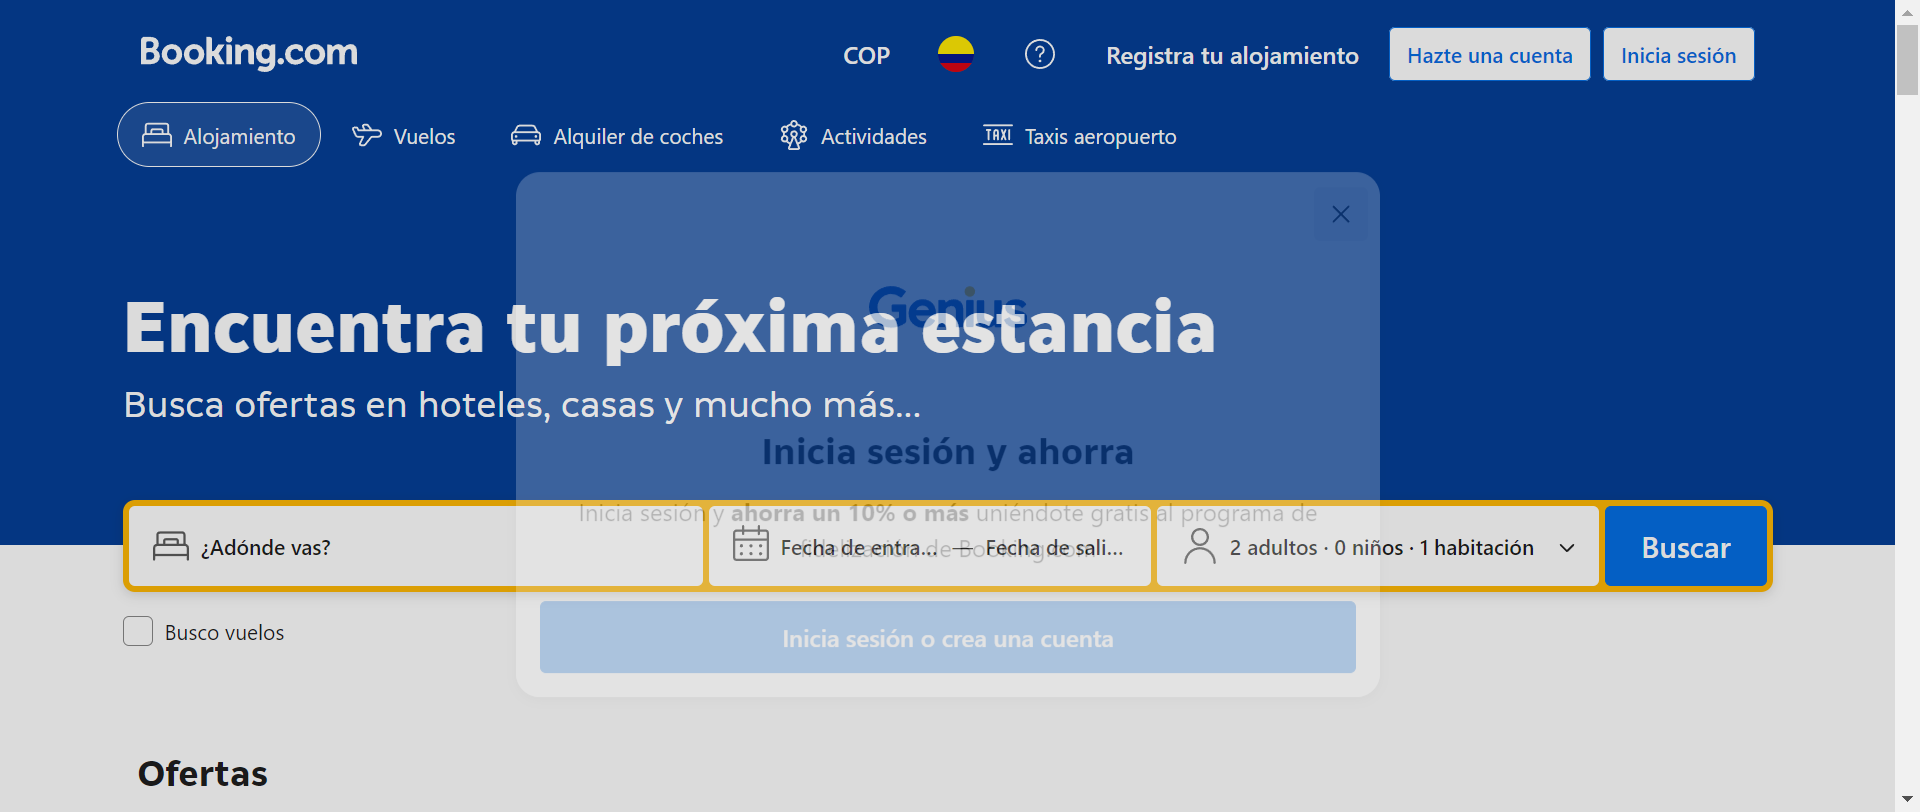 Booking.com
COP
Registra tu alojamiento
Hazte una cuenta
Inicia sesión
Alojamiento
Vuelos
Alquiler de coches
Actividades
TAXI
Taxis aeropuerto
Genius
Encuentra tu próxima estancia
Busca ofertas en hoteles, casas y mucho más...
Inicia sesión y ahorra
Inicia sesión y ahorra un 10% o más uniéndote gratis al programa de
fidelización de Booking.com
¿Adónde vas?
Fecha de entra... — Fecha de sali...
2 adultos · 0 niños · 1 habitación
Buscar
Busco vuelos
Inicia sesión o crea una cuenta
Ofertas